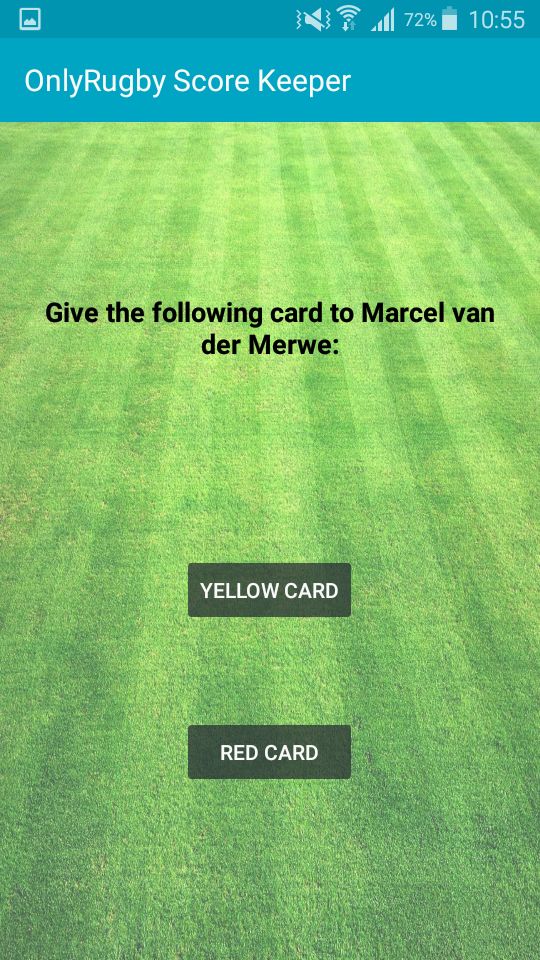 72% 10:55
OnlyRugby Score Keeper
Give the following card to Marcel van
der Merwe:
YELLOW CARD
RED CARD